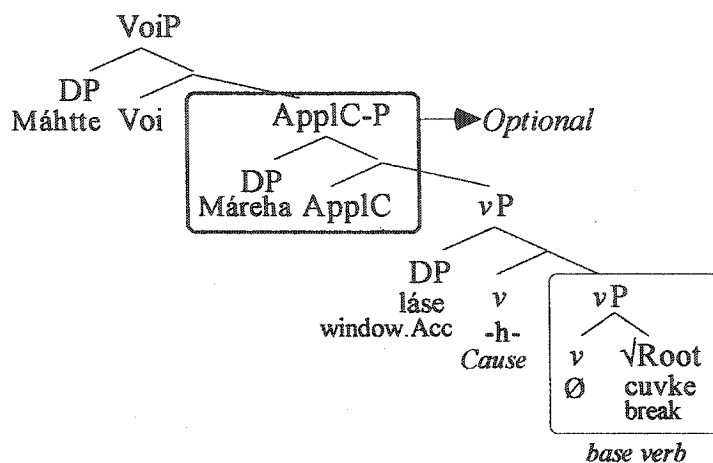 VoiP
DP
Máhtte Voi
ApplC-P Optional
DP
Máreha ApplC vP
DP
láse v vP
window.Acc -h-
Cause v √Root
Ø cuvke
break
base verb